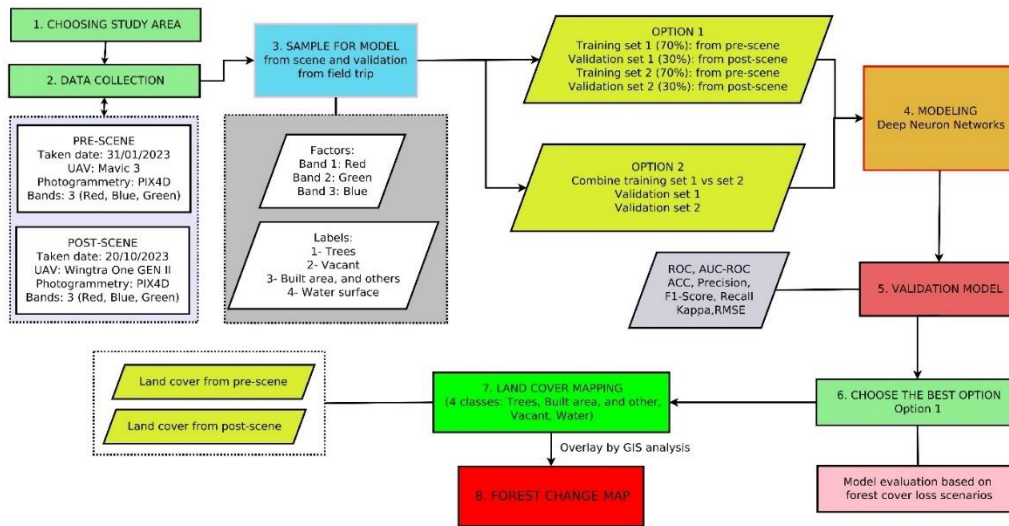 1. CHOOSING STUDY AREA
2. DATA COLLECTION
PRE-SCENE
Taken date: 31/01/2023
UAV: Mavic 3
Photogrammetry: PIX4D
Bands: 3 (Red, Blue, Green)
POST-SCENE
Taken date: 20/10/2023
UAV: Wingtra One GEN II
Photogrammetry: PIX4D
Bands: 3 (Red, Blue, Green)
3. SAMPLE FOR MODEL
from scene and validation
from field trip
Factors:
Band 1: Red
Band 2: Green
Band 3: Blue
Labels:
1- Trees
2- Vacant
3- Built area, and others
4- Water surface
OPTION 1
Training set 1 (70%): from pre-scene
Validation set 1 (30%): from post-scene
Training set 2 (70%): from pre-scene
Validation set 2 (30%): from post-scene
OPTION 2
Combine training set 1 vs set 2
Validation set 1
Validation set 2
4. MODELING
Deep Neuron Networks
ROC, AUC-ROC
ACC, Precision,
F1-Score, Recall
Kappa,RMSE
5. VALIDATION MODEL
6. CHOOSE THE BEST OPTION
Option 1
Model evaluation based on
forest cover loss scenarios
7. LAND COVER MAPPING
(4 classes: Trees, Built area, and other,
Vacant, Water)
Land cover from pre-scene
Land cover from post-scene
Overlay by GIS analysis
8. FOREST CHANGE MAP